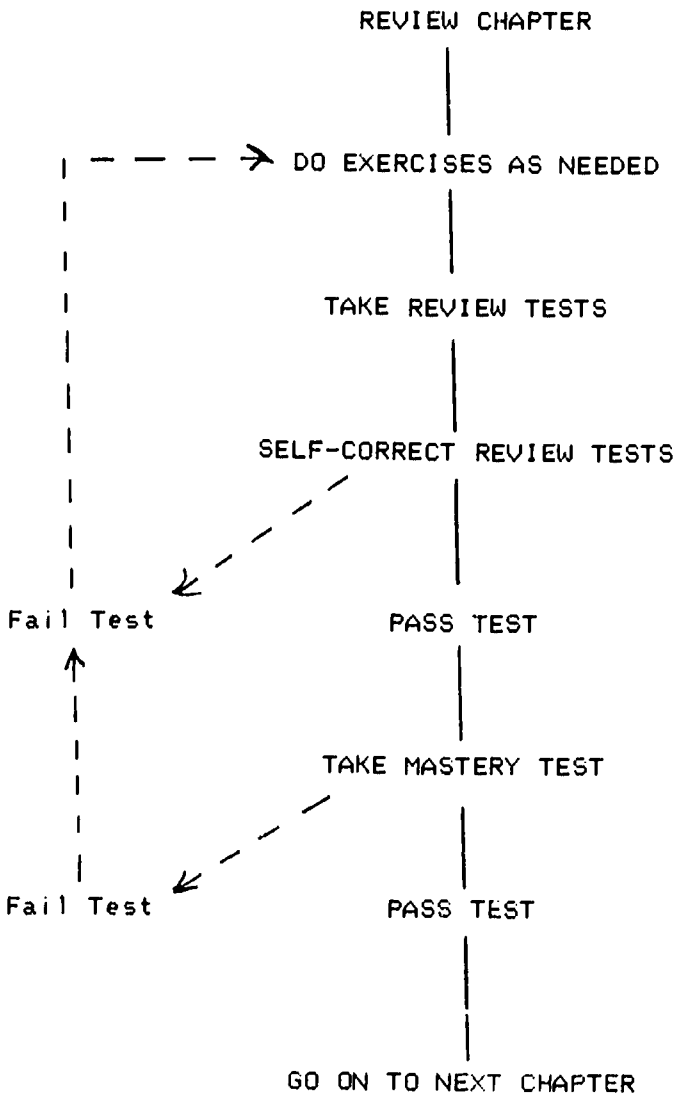 REVIEW CHAPTER
DO EXERCISES AS NEEDED
TAKE REVIEW TESTS
SELF-CORRECT REVIEW TESTS
Fail Test PASS TEST
TAKE MASTERY TEST
Fail Test PASS TEST
GO ON TO NEXT CHAPTER